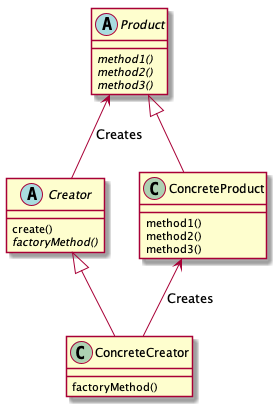 A Product
method1()
method2()
method3()
Creates
A Creator
create()
factoryMethod()
C ConcreteProduct
method1()
method2()
method3()
Creates
C ConcreteCreator
factoryMethod()